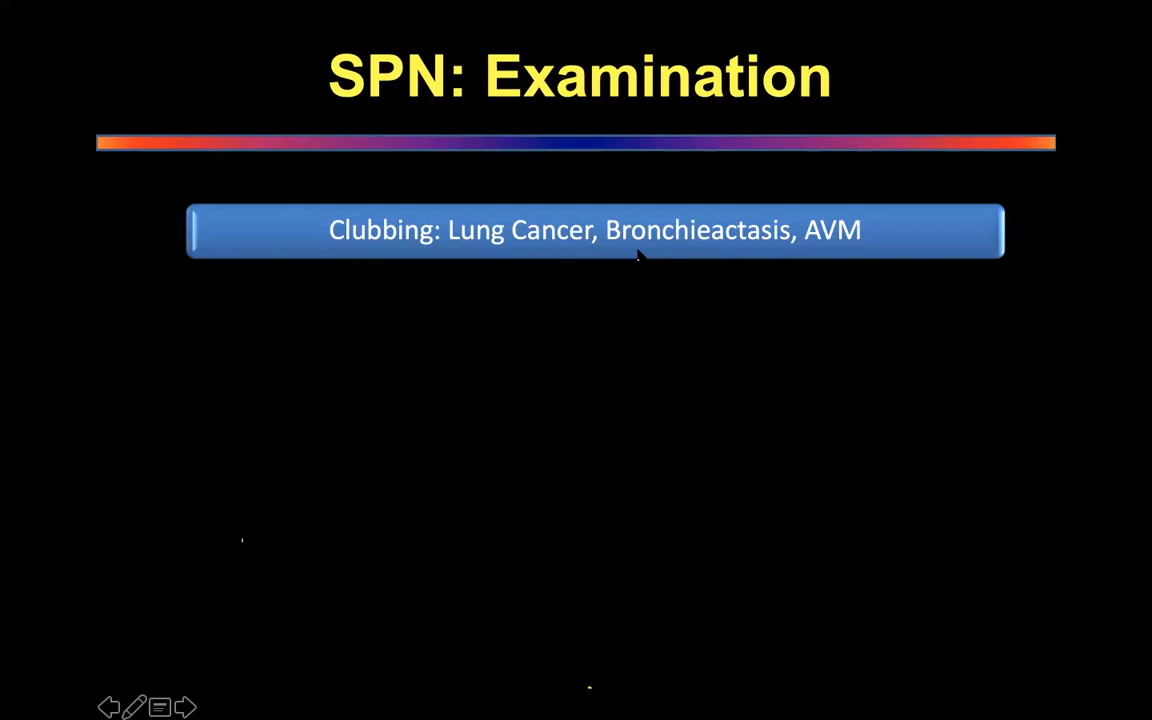 SPN: Examination
Clubbing: Lung Cancer, Bronchieactasis, AVM